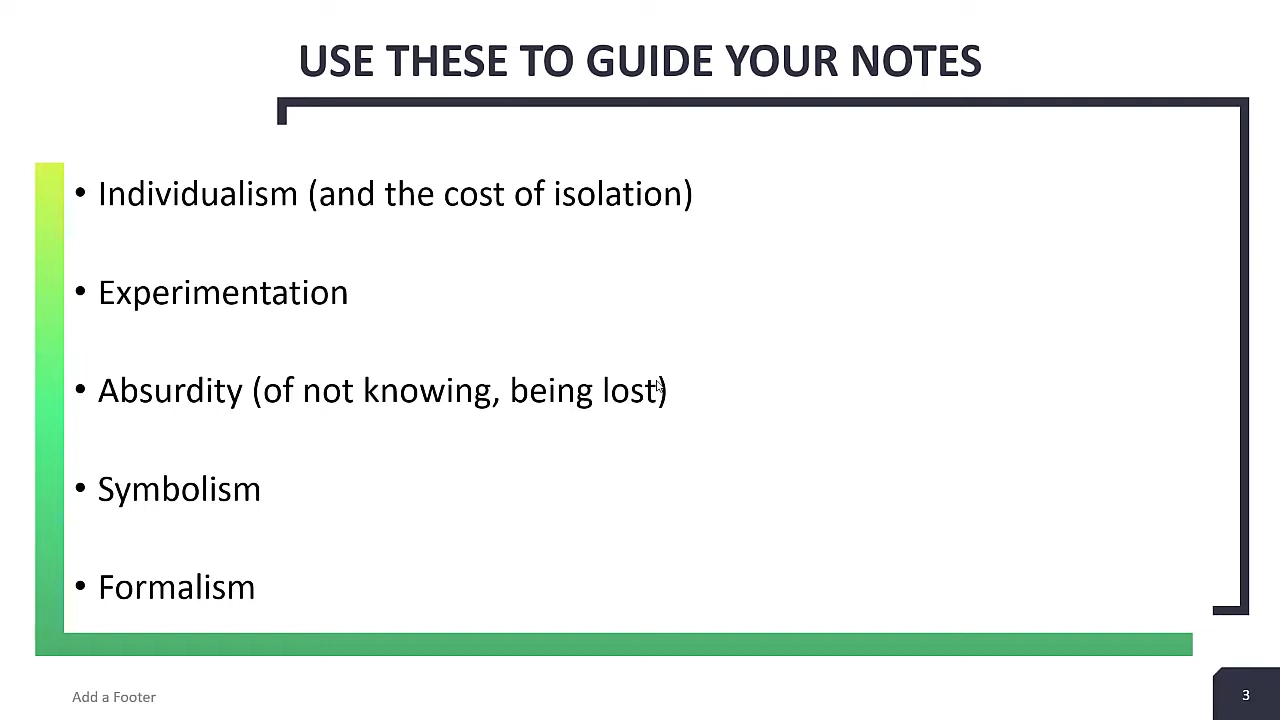 USE THESE TO GUIDE YOUR NOTES
• Individualism (and the cost of isolation)
• Experimentation
• Absurdity (of not knowing, being lost)
• Symbolism
• Formalism
Add a Footer
3